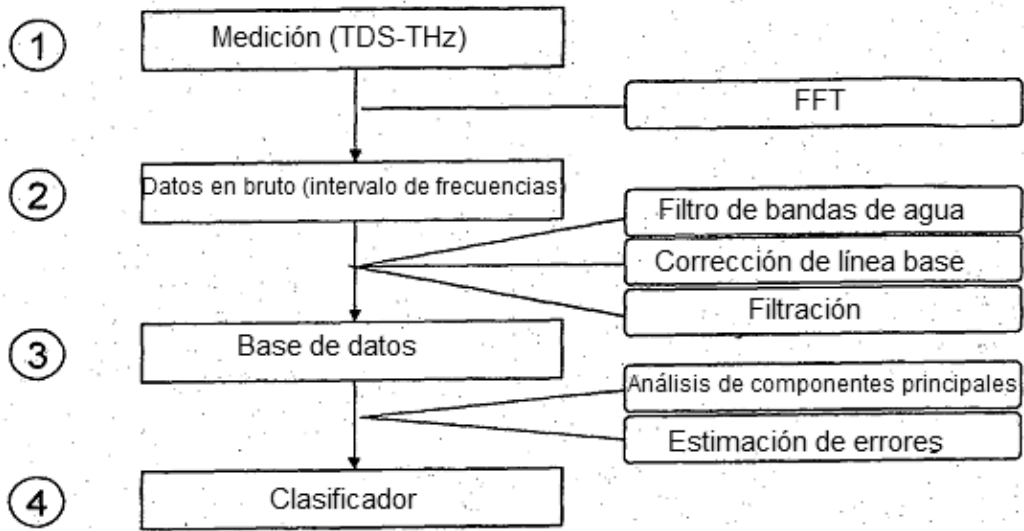 1
Medición (TDS-THz)
FFT
2
Datos en bruto (intervalo de frecuencias)
Filtro de bandas de agua
Corrección de línea base
Filtración
3
Base de datos
Análisis de componentes principales
Estimación de errores
4
Clasificador